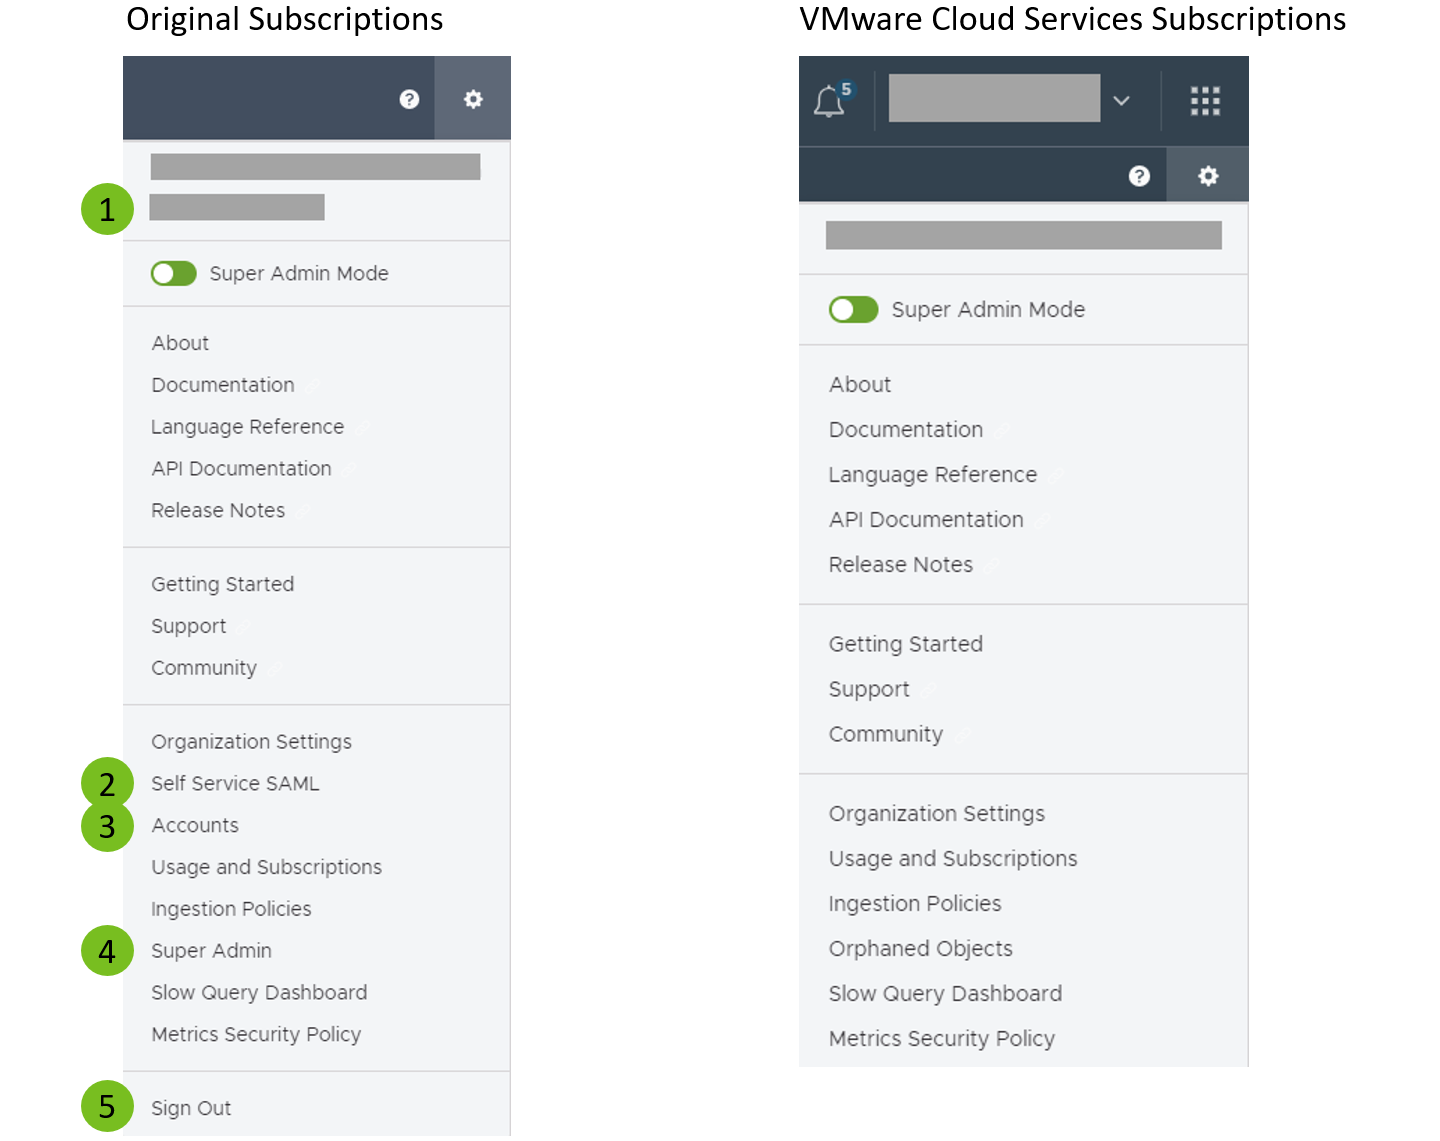 Original Subscriptions
1
Super Admin Mode
About
Documentation
Language Reference
API Documentation
Release Notes
Getting Started
Support
Community
Organization Settings
2 Self Service SAML
3 Accounts
Usage and Subscriptions
Ingestion Policies
4 Super Admin
Slow Query Dashboard
Metrics Security Policy
5 Sign Out
VMware Cloud Services Subscriptions
5
Super Admin Mode
About
Documentation
Language Reference
API Documentation
Release Notes
Getting Started
Support
Community
Organization Settings
Usage and Subscriptions
Ingestion Policies
Orphaned Objects
Slow Query Dashboard
Metrics Security Policy